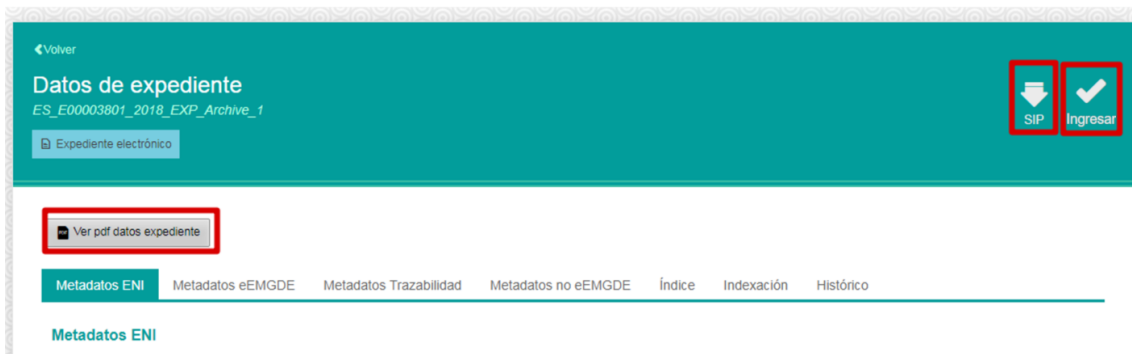 Volver
Datos de expediente
ES_E00003801_2018_EXP_Archive_1
SIP
Ingresar
Expediente electrónico
Ver pdf datos expediente
Metadatos ENI Metadatos eEMGDE Metadatos Trazabilidad Metadatos no eEMGDE Índice Indexación Histórico
Metadatos ENI